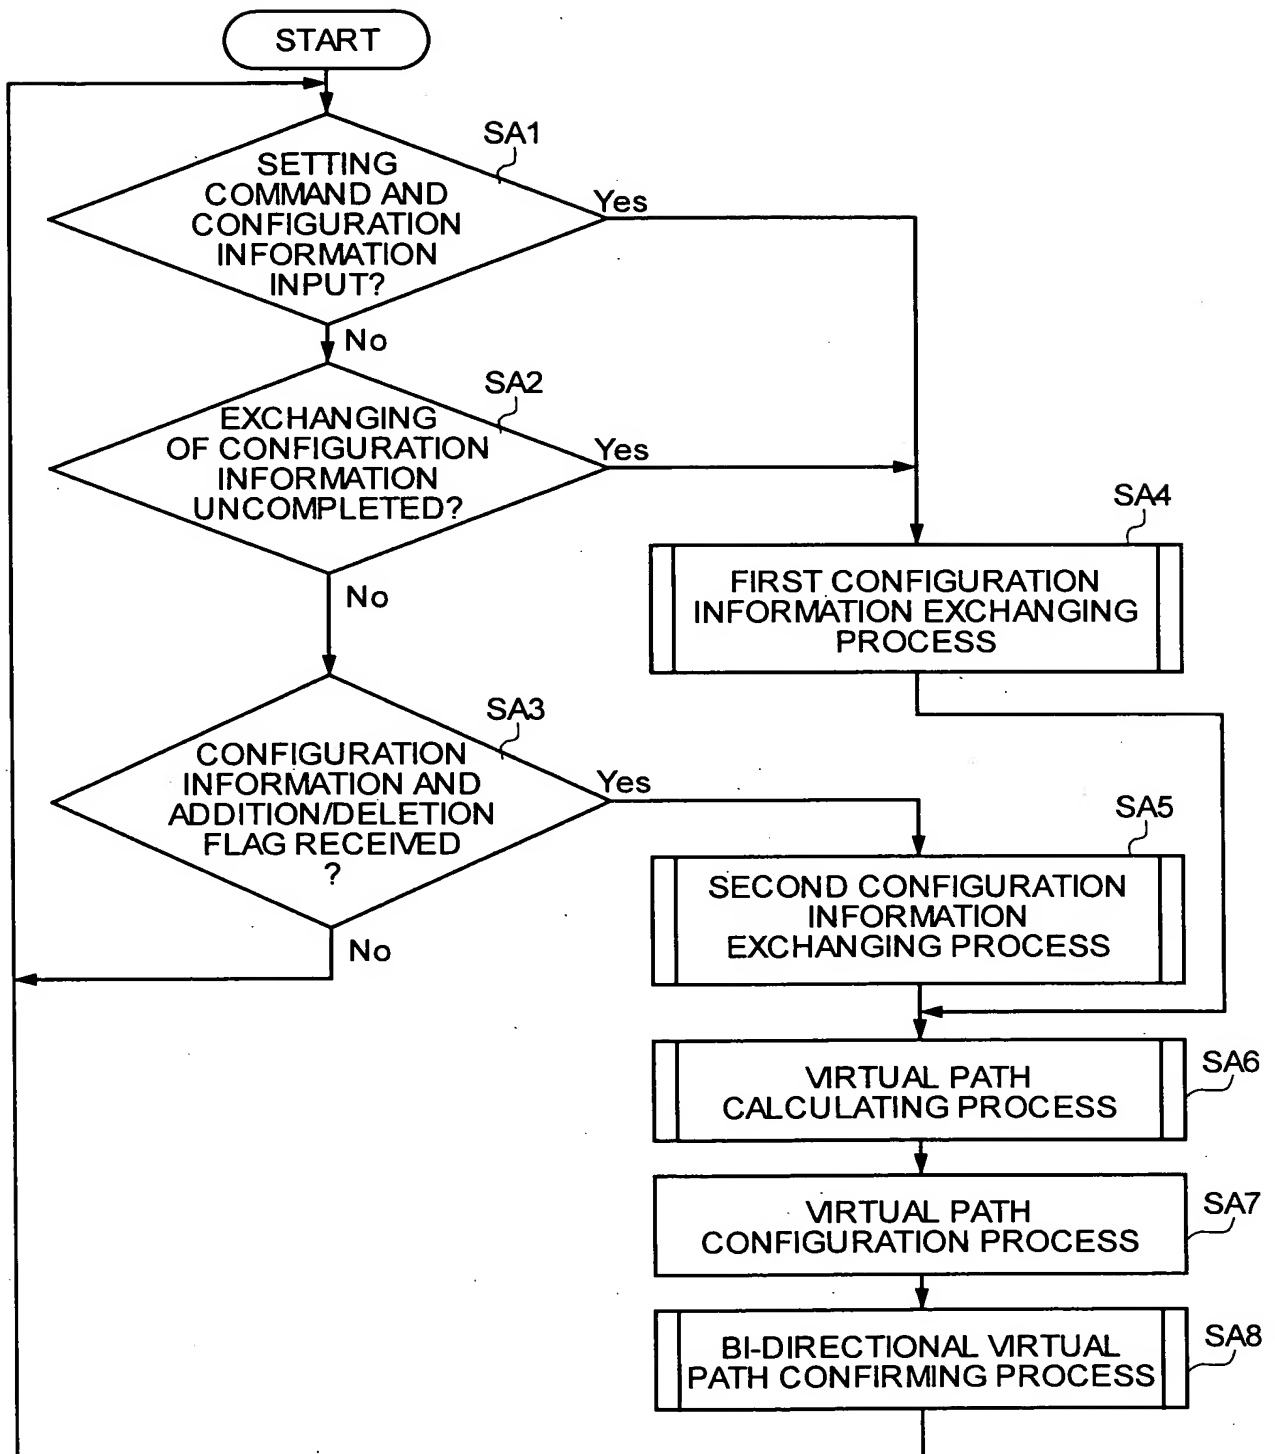 START
SA1
SETTING
COMMAND AND
CONFIGURATION
INFORMATION
INPUT?
Yes
No
SA2
EXCHANGING
OF CONFIGURATION
INFORMATION
UNCOMPLETED?
Yes
No
SA4
FIRST CONFIGURATION
INFORMATION EXCHANGING
PROCESS
SA3
CONFIGURATION
INFORMATION AND
ADDITION/DELETION
FLAG RECEIVED
?
Yes
No
SA5
SECOND CONFIGURATION
INFORMATION
EXCHANGING PROCESS
SA6
VIRTUAL PATH
CALCULATING PROCESS
SA7
VIRTUAL PATH
CONFIGURATION PROCESS
SA8
BI-DIRECTIONAL VIRTUAL
PATH CONFIRMING PROCESS